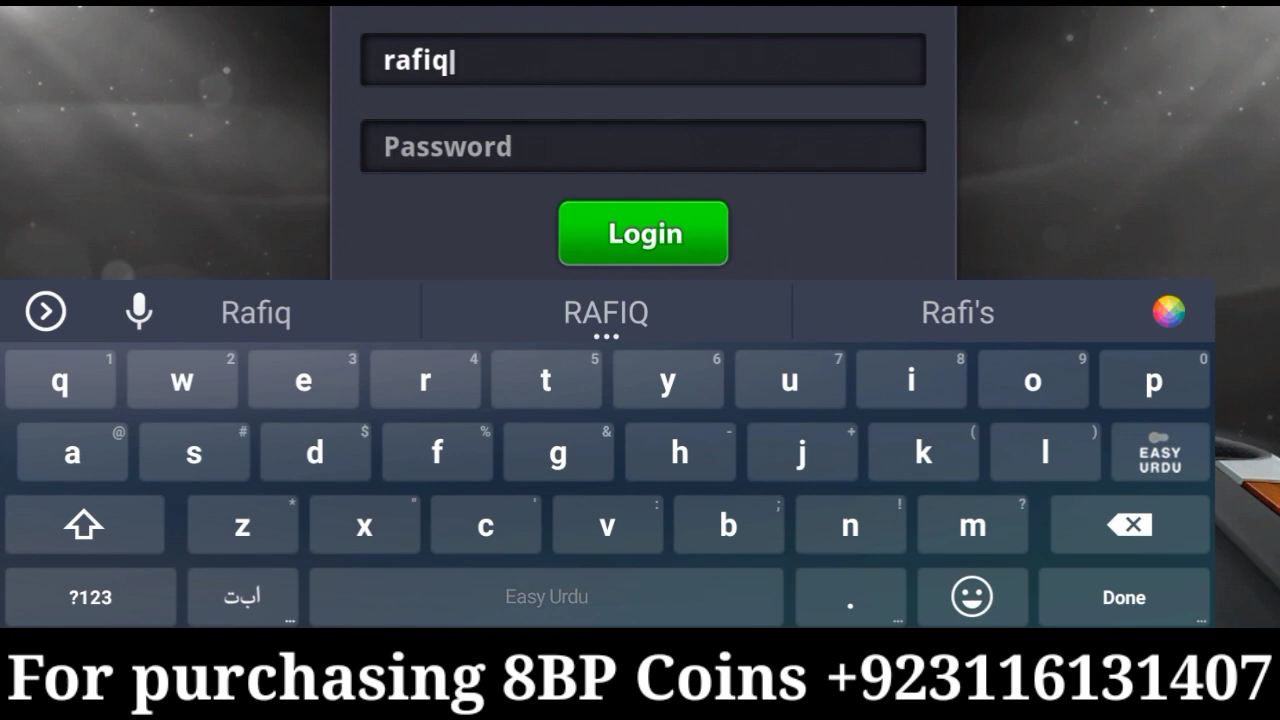 rafiq
Password
Login
Rafiq RAFIQ Rafi's
...
1 2 3 4 5 6 7 8 9 0
q w e r t y u i o p
@ # $ % & - + ( )
a s d f g h j k l EASY URDU
* " ' : ; ! ?
z x c v b n m
?123 ابت Easy Urdu . Done
For purchasing 8BP Coins +923116131407